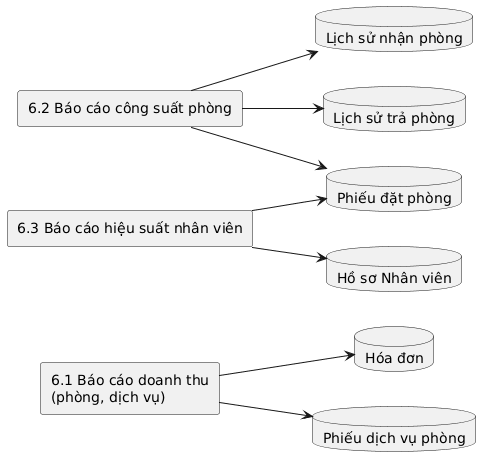 Lịch sử nhận phòng
6.2 Báo cáo công suất phòng
Lịch sử trả phòng
Phiếu đặt phòng
6.3 Báo cáo hiệu suất nhân viên
Hồ sơ Nhân viên
Hóa đơn
6.1 Báo cáo doanh thu
(phòng, dịch vụ)
Phiếu dịch vụ phòng